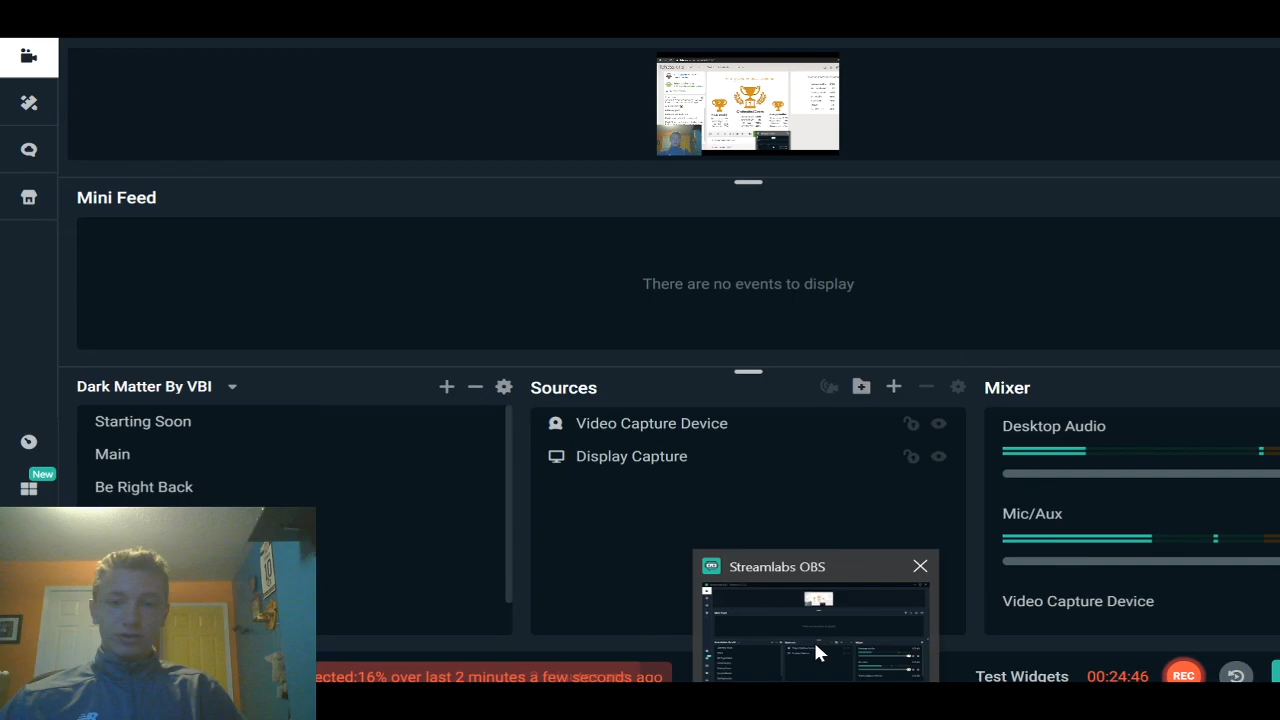 Mini Feed
There are no events to display
Dark Matter By VBI
Sources
Mixer
Starting Soon
Main
Be Right Back
Video Capture Device
Display Capture
Desktop Audio
Mic/Aux
Video Capture Device
New
Streamlabs OBS
ected:16% over last 2 minutes a few seconds ago
Test Widgets
00:24:46
REC